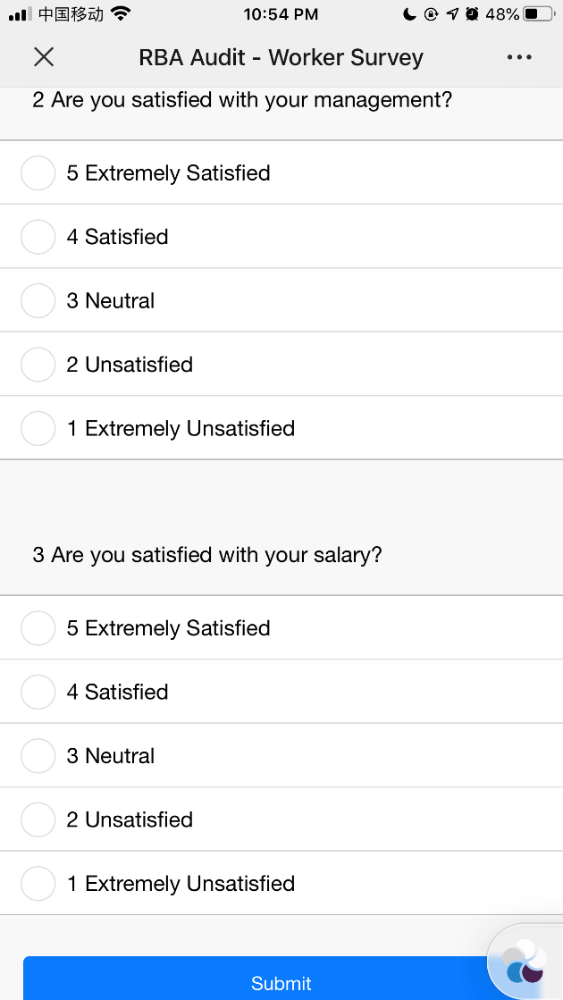 中国移动 10:54 PM 48%
RBA Audit - Worker Survey
2 Are you satisfied with your management?
5 Extremely Satisfied
4 Satisfied
3 Neutral
2 Unsatisfied
1 Extremely Unsatisfied
3 Are you satisfied with your salary?
5 Extremely Satisfied
4 Satisfied
3 Neutral
2 Unsatisfied
1 Extremely Unsatisfied
Submit